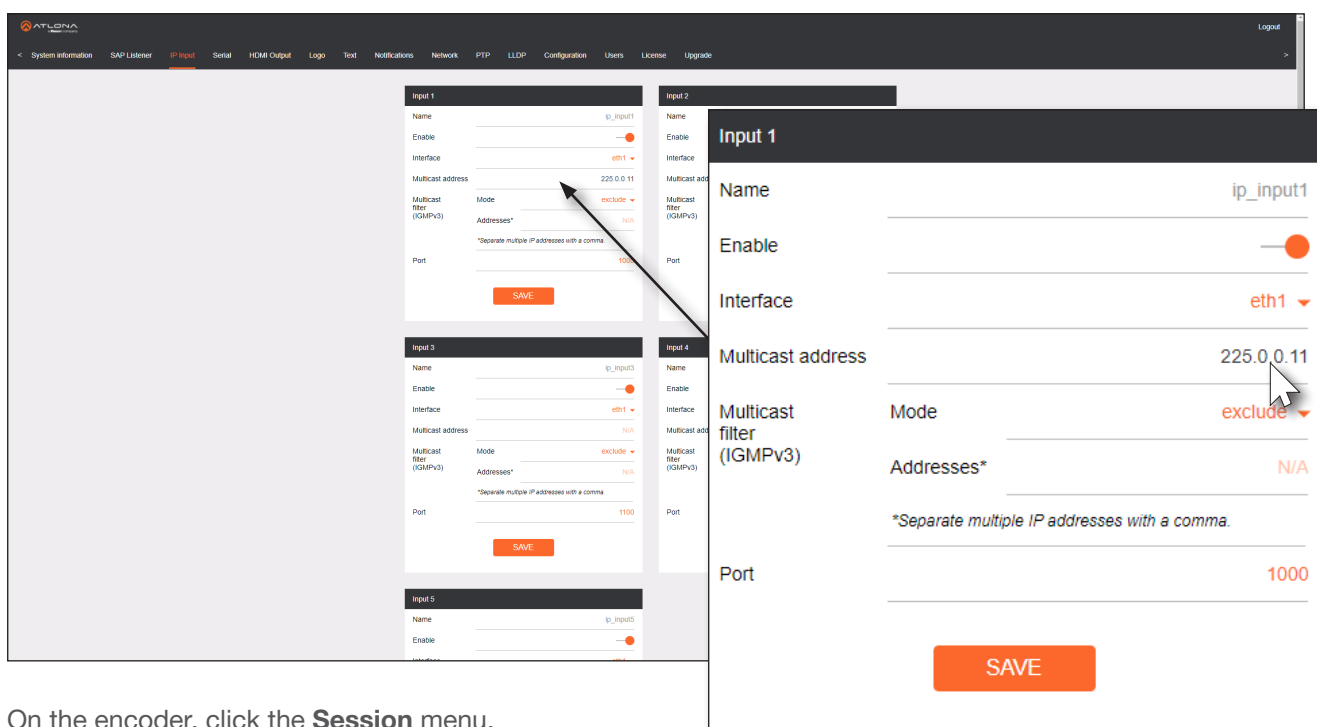 ATLONA
Logout
< System information SAP Listener IP Input Serial HDMI Output Logo Text Notifications Network PTP LLDP Configuration Users License Upgrade >
Input 1
Name ip_input1
Enable
Interface eth1
Multicast address 225.0.0.11
Multicast
filter
(IGMPv3)
Mode exclude
Addresses* N/A
*Separate multiple IP addresses with a comma.
Port 1000
SAVE
Input 2
Name
Enable
Interface
Multicast add
Multicast
filter
(IGMPv3)
Port
Input 3
Name ip_input3
Enable
Interface eth1
Multicast address N/A
Multicast
filter
(IGMPv3)
Mode exclude
Addresses* N/A
*Separate multiple IP addresses with a comma.
Port 1100
SAVE
Input 4
Name
Enable
Interface
Multicast add
Multicast
filter
(IGMPv3)
Port
Input 5
Name ip_input5
Enable
Input 1
Name ip_input1
Enable
Interface eth1
Multicast address 225.0.0.11
Multicast
filter
(IGMPv3)
Mode exclude
Addresses* N/A
*Separate multiple IP addresses with a comma.
Port 1000
SAVE
On the encoder, click the Session menu.